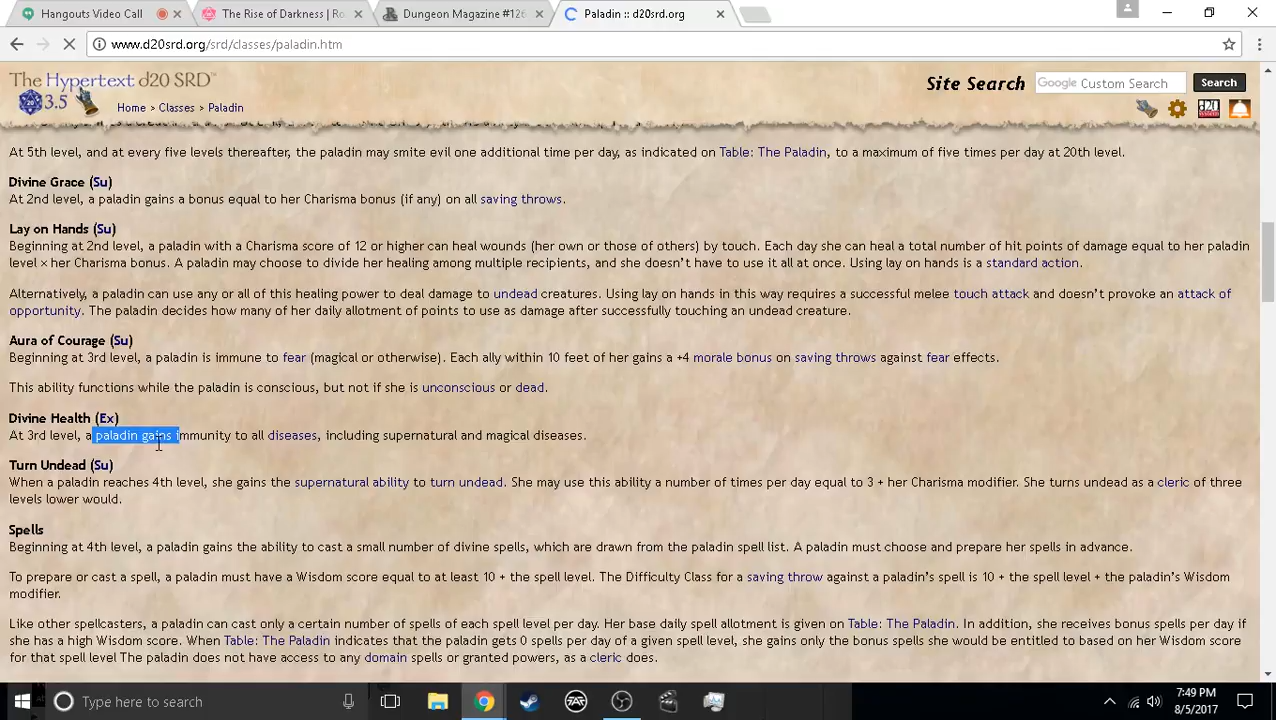 Hangouts Video Call
The Rise of Darkness | Ro
Dungeon Magazine #126
Paladin :: d20srd.org
www.d20srd.org/srd/classes/paladin.htm
The Hypertext d20 SRD™
3.5
Home > Classes > Paladin
Site Search
Google Custom Search
Search
At 5th level, and at every five levels thereafter, the paladin may smite evil one additional time per day, as indicated on Table: The Paladin, to a maximum of five times per day at 20th level.
Divine Grace (Su)
At 2nd level, a paladin gains a bonus equal to her Charisma bonus (if any) on all saving throws.
Lay on Hands (Su)
Beginning at 2nd level, a paladin with a Charisma score of 12 or higher can heal wounds (her own or those of others) by touch. Each day she can heal a total number of hit points of damage equal to her paladin
level × her Charisma bonus. A paladin may choose to divide her healing among multiple recipients, and she doesn't have to use it all at once. Using lay on hands is a standard action.
Alternatively, a paladin can use any or all of this healing power to deal damage to undead creatures. Using lay on hands in this way requires a successful melee touch attack and doesn't provoke an attack of
opportunity. The paladin decides how many of her daily allotment of points to use as damage after successfully touching an undead creature.
Aura of Courage (Su)
Beginning at 3rd level, a paladin is immune to fear (magical or otherwise). Each ally within 10 feet of her gains a +4 morale bonus on saving throws against fear effects.
This ability functions while the paladin is conscious, but not if she is unconscious or dead.
Divine Health (Ex)
At 3rd level, a paladin gains immunity to all diseases, including supernatural and magical diseases.
Turn Undead (Su)
When a paladin reaches 4th level, she gains the supernatural ability to turn undead. She may use this ability a number of times per day equal to 3 + her Charisma modifier. She turns undead as a cleric of three
levels lower would.
Spells
Beginning at 4th level, a paladin gains the ability to cast a small number of divine spells, which are drawn from the paladin spell list. A paladin must choose and prepare her spells in advance.
To prepare or cast a spell, a paladin must have a Wisdom score equal to at least 10 + the spell level. The Difficulty Class for a saving throw against a paladin's spell is 10 + the spell level + the paladin's Wisdom
modifier.
Like other spellcasters, a paladin can cast only a certain number of spells of each spell level per day. Her base daily spell allotment is given on Table: The Paladin. In addition, she receives bonus spells per day if
she has a high Wisdom score. When Table: The Paladin indicates that the paladin gets 0 spells per day of a given spell level, she gains only the bonus spells she would be entitled to based on her Wisdom score
for that spell level The paladin does not have access to any domain spells or granted powers, as a cleric does.
Type here to search
7:49 PM
8/5/2017